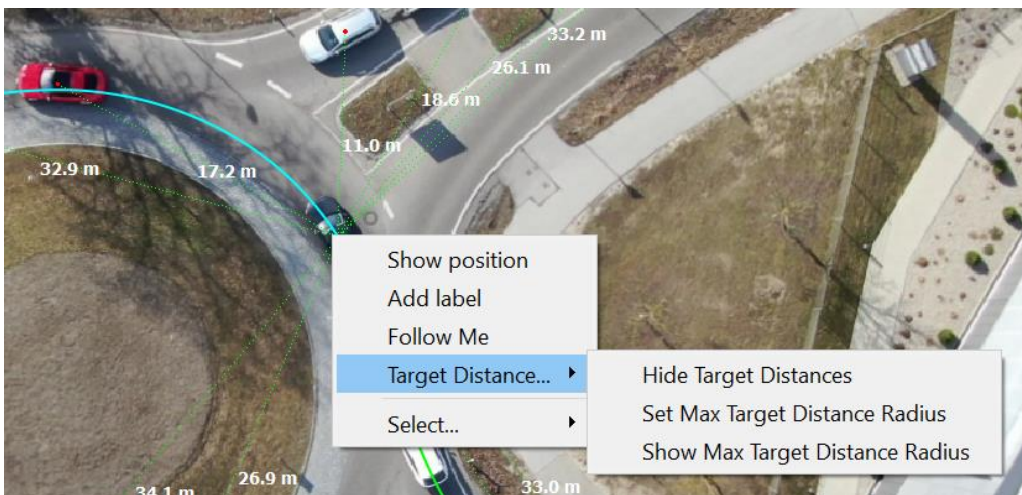 33.2 m
26.1 m
18.6 m
11.0 m
32.9 m
17.2 m
Show position
Add label
Follow Me
Target Distance...
Hide Target Distances
Set Max Target Distance Radius
Select...
Show Max Target Distance Radius
26.9 m
34.1 m
33.0 m